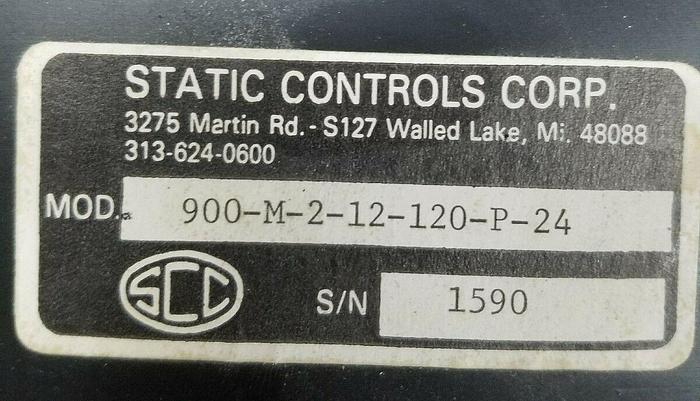 STATIC CONTROLS CORP.
3275 Martin Rd. - S127 Walled Lake, Mi. 48088
313-624-0600
MOD. 900-M-2-12-120-P-24
SCC S/N 1590